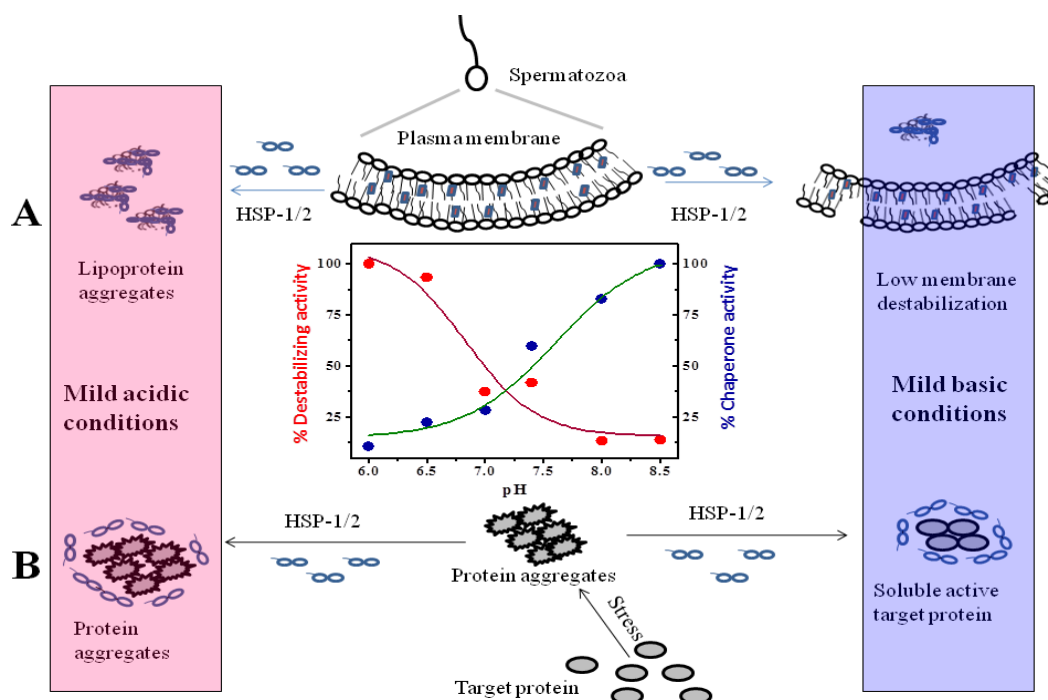 Spermatozoa
Plasma membrane
A
HSP-1/2
HSP-1/2
Lipoprotein
aggregates
Low membrane
destabilization
Mild acidic
conditions
Mild basic
conditions
% Destabilizing activity
100
75
50
25
% Chaperone activity
100
75
50
25
6.0 6.5 7.0 7.5 8.0 8.5
pH
B
HSP-1/2
HSP-1/2
Protein aggregates
Protein
aggregates
Soluble active
target protein
Stress
Target protein